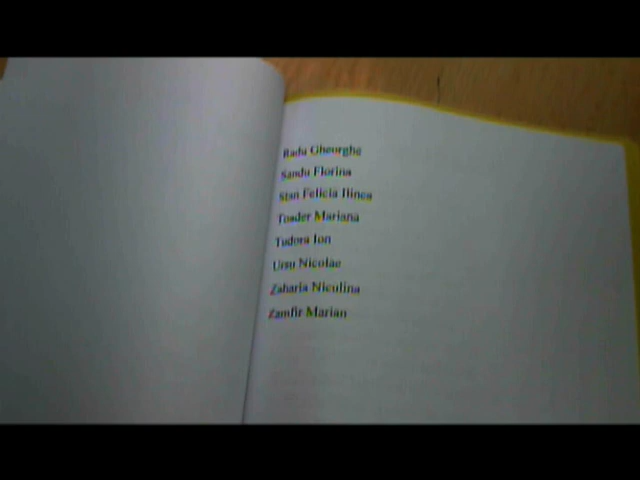 Radu Gheorghe
Sandu Florina
Stan Felicia Ilinca
Toader Mariana
Tudora Ion
Ursu Nicolae
Zaharia Niculina
Zamfir Marian